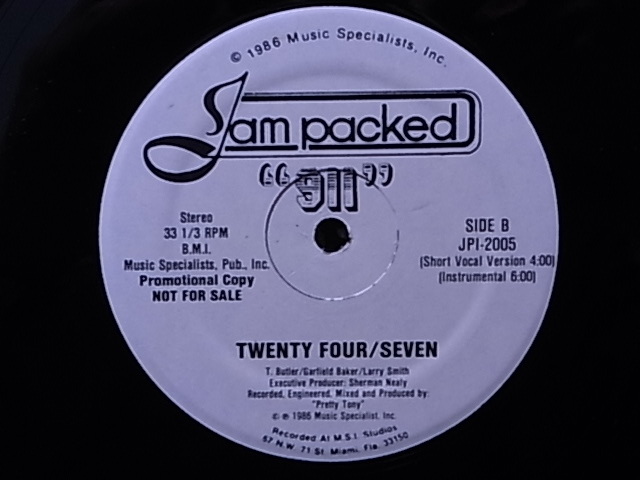 © 1986 Music Specialists, Inc.
Jam packed
"911"
Stereo
33 1/3 RPM
B.M.I.
Music Specialists, Pub., Inc.
Promotional Copy
NOT FOR SALE
SIDE B
JPI-2005
(Short Vocal Version 4:00)
(Instrumental 6:00)
TWENTY FOUR/SEVEN
T. Butler/Garfield Baker/Larry Smith
Executive Producer: Sherman Nealy
Recorded, Engineered, Mixed and Produced by:
"Pretty Tony"
© ℗ 1986 Music Specialist, Inc.
Recorded At M.S.I. Studios
67 N.W. 71 St. Miami, Fla. 33150